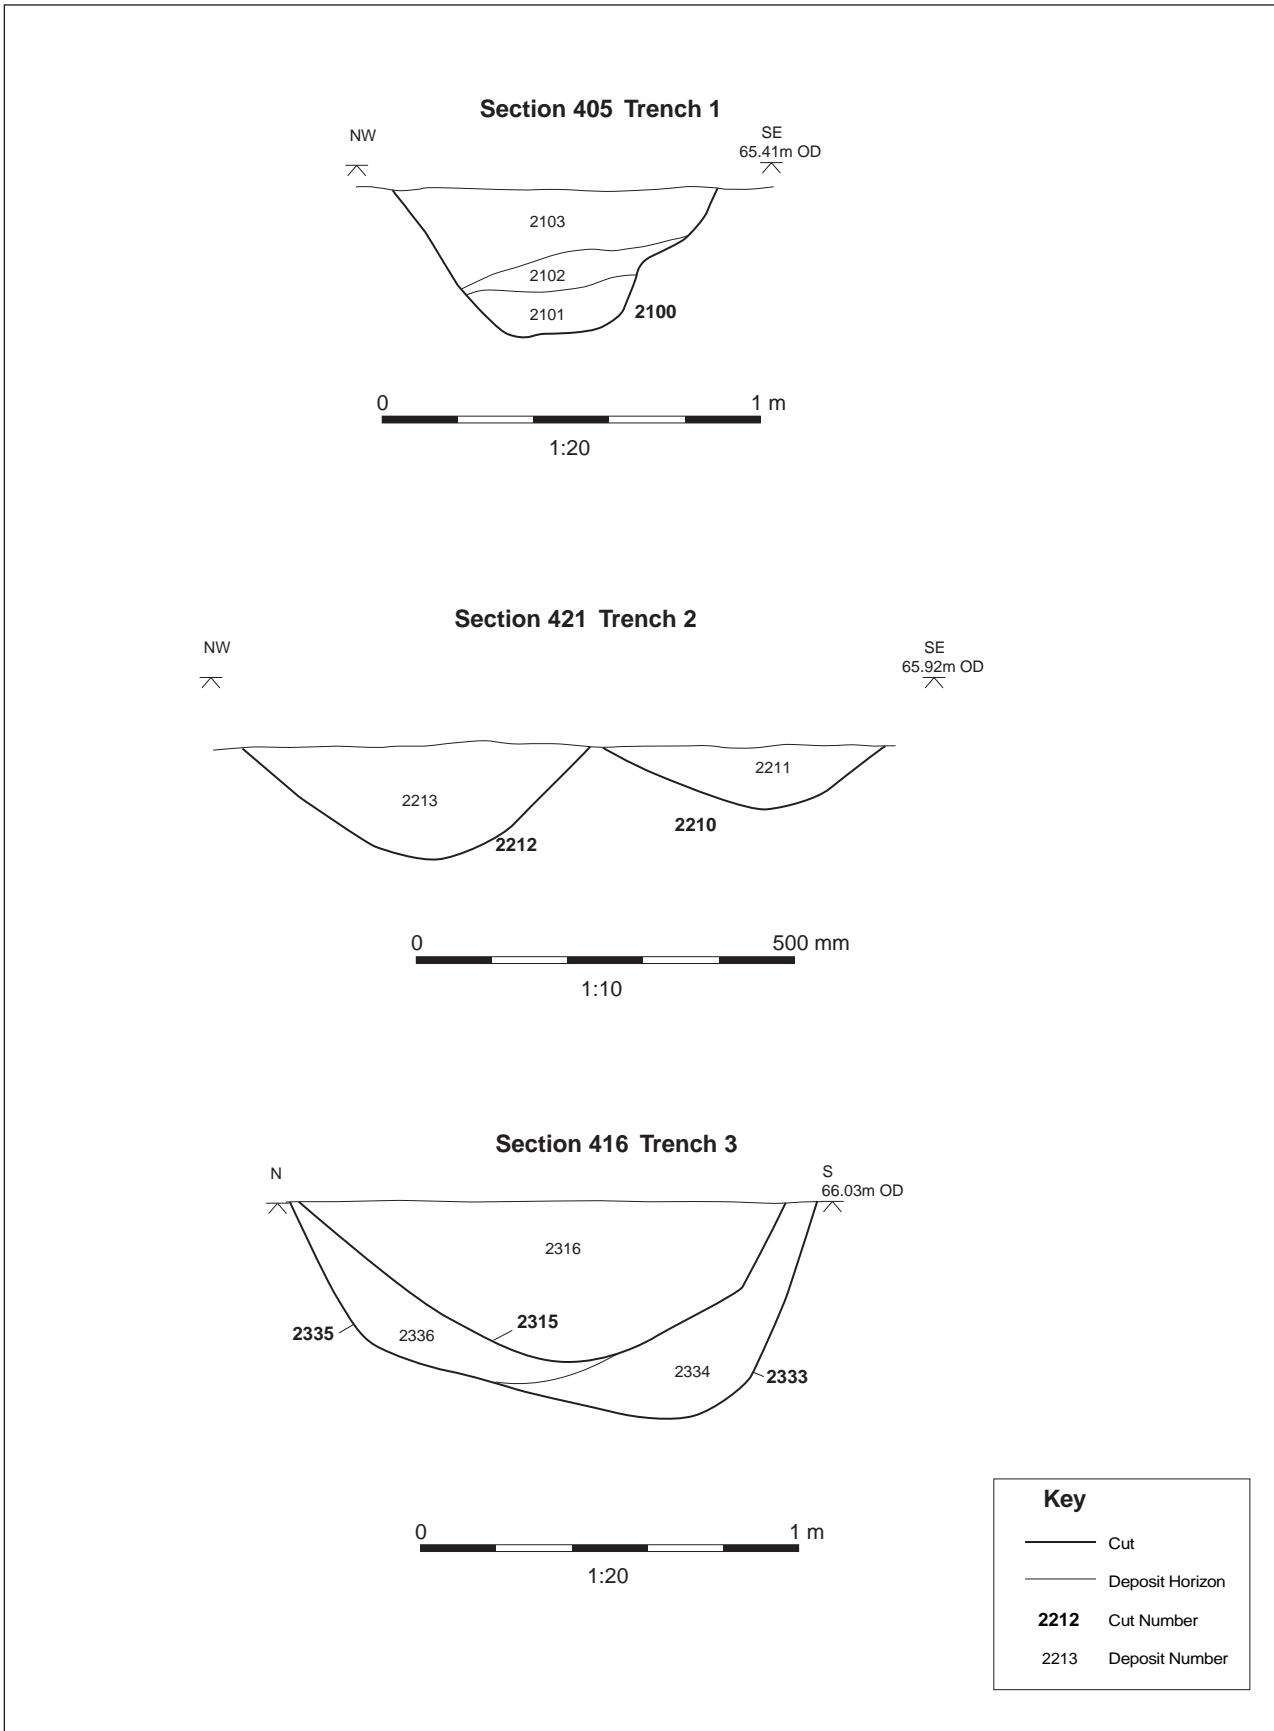 Section 405 Trench 1
NW
SE
65.41m OD
2103
2102
2101
2100
0 1 m
1:20
Section 421 Trench 2
NW
SE
65.92m OD
2211
2213
2210
2212
0 500 mm
1:10
Section 416 Trench 3
N
S
66.03m OD
2316
2315
2335
2336
2334
2333
0 1 m
1:20
Key
Cut
Deposit Horizon
2212 Cut Number
2213 Deposit Number